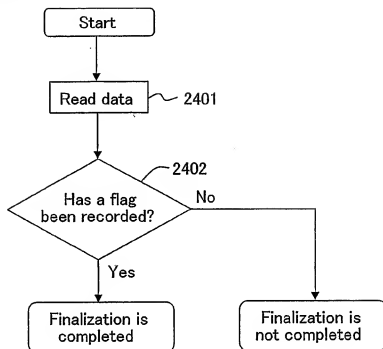 Start
Read data
2401
2402
Has a flag
been recorded?
No
Yes
Finalization is
completed
Finalization is
not completed